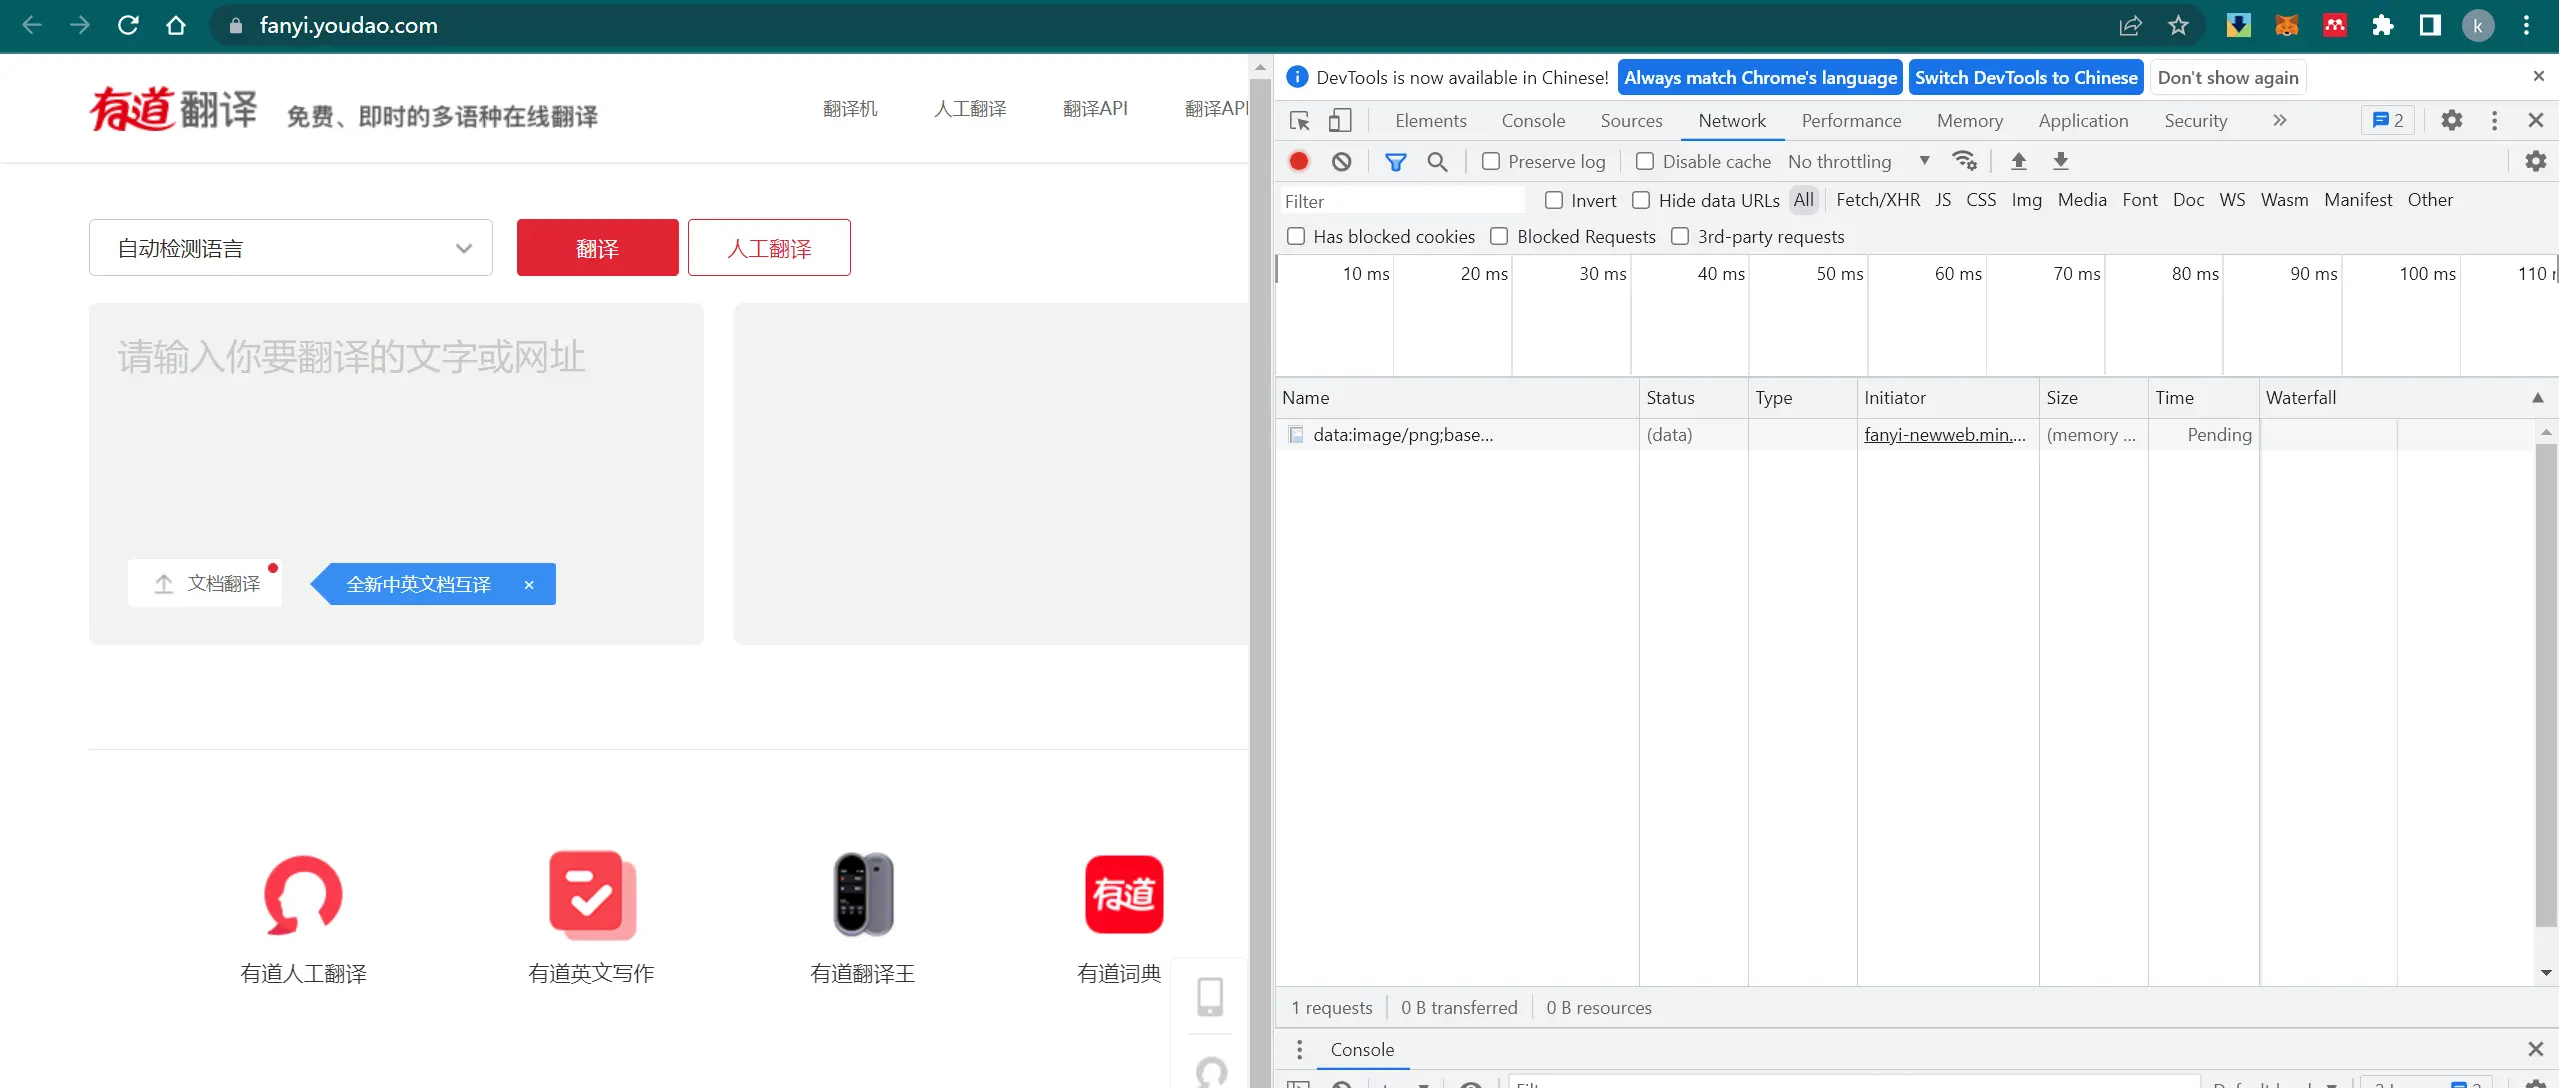 fanyi.youdao.com
k
有道翻译 免费、即时的多语种在线翻译
翻译机 人工翻译 翻译API 翻译API
自动检测语言
翻译
人工翻译
请输入你要翻译的文字或网址
文档翻译
全新中英文档互译 ×
有道人工翻译
有道英文写作
有道翻译王
有道
有道词典
DevTools is now available in Chinese! Always match Chrome's language Switch DevTools to Chinese Don't show again
Elements Console Sources Network Performance Memory Application Security 2
Preserve log Disable cache No throttling
Filter Invert Hide data URLs All Fetch/XHR JS CSS Img Media Font Doc WS Wasm Manifest Other
Has blocked cookies Blocked Requests 3rd-party requests
10 ms 20 ms 30 ms 40 ms 50 ms 60 ms 70 ms 80 ms 90 ms 100 ms 110
Name Status Type Initiator Size Time Waterfall
data:image/png;base... (data) fanyi-newweb.min.... (memory ... Pending
1 requests 0 B transferred 0 B resources
Console